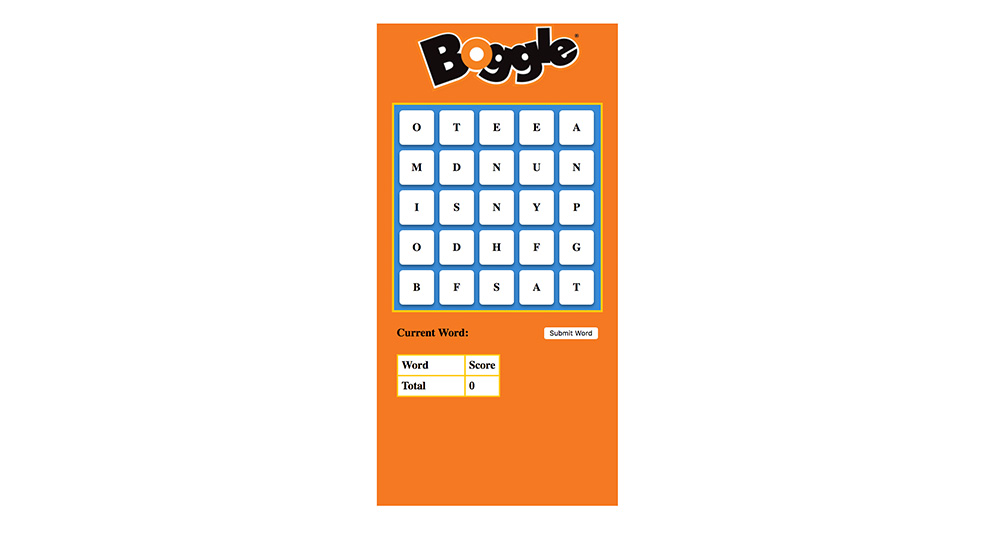 Boggle®
O T E E A
M D N U N
I S N Y P
O D H F G
B F S A T
Current Word: Submit Word
Word Score
Total 0